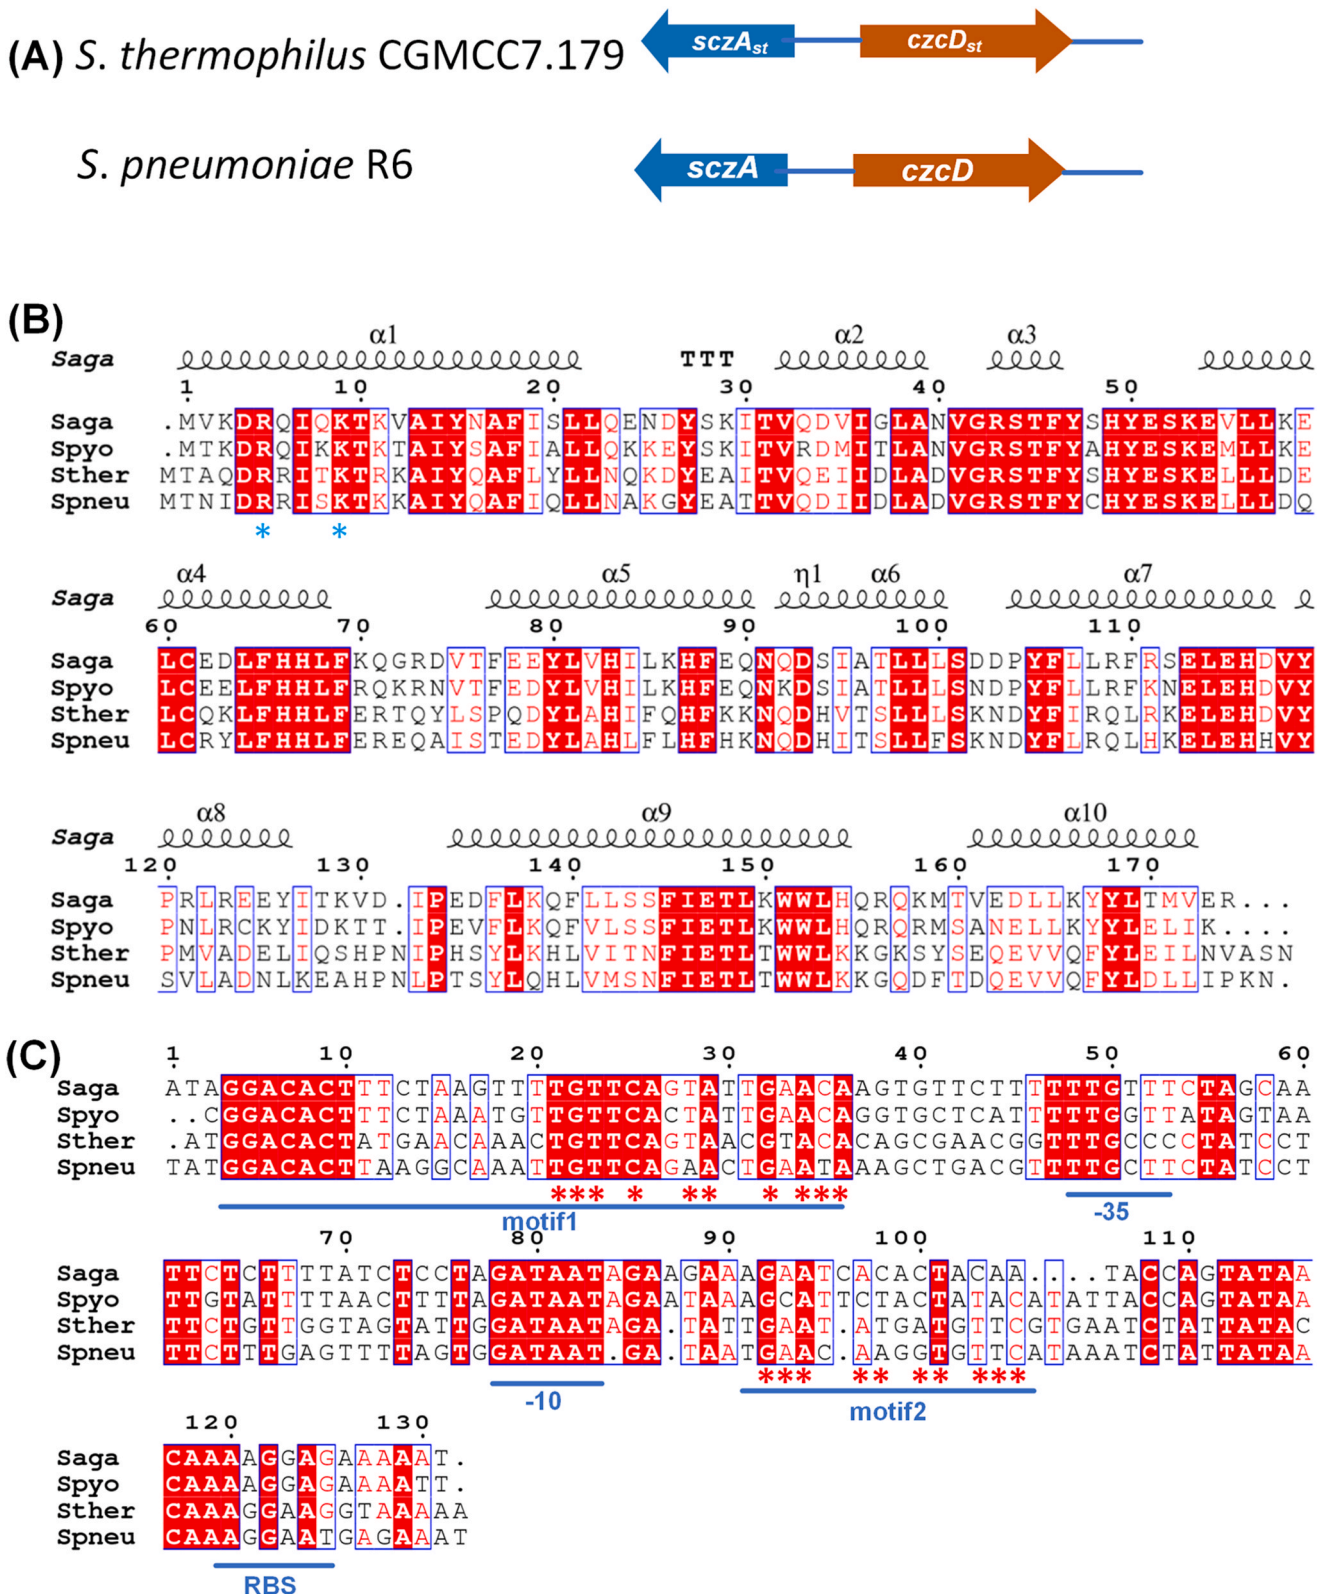 (A) S. thermophilus CGMCC7.179 sczAst czcDst
S. pneumoniae R6 sczA czcD
(B)
α1 α2 α3
Saga TTT
1 10 20 30 40 50
Saga .MVKDRQIQKTKVAIYNAFISLLQENDYSKITVQDVIGLANVGRSTFYSHYESKEVLLKE
Spyo .MTKDRQIKKTKTAIYSAFIALLQKKEYSKITVRDMITLANVGRSTFYAHYESKEMLLKE
Sther MTAQDRRITKTRKAIYQAFLYLLNQKDYEAITVQEIIDLADVGRSTFYSHYESKELLLDE
Spneu MTNIDRRISKTKKAIYQAFIQLLNAKGYEATTVQDIIDLADVGRSTFYCHYESKELLLDQ
* *
α4 α5 η1 α6 α7
Saga
60 70 80 90 100 110
Saga LCEDLFHHLFKQGRDVTFEEYLVHILKHFEQNQDSIATLLLSDDPYFLLRFRSELEHDVY
Spyo LCEELFHHLFRQKRNVTFEDYLVHILKHFEQNKDSIATLLLSNDPYFLLRFKNELEHDVY
Sther LCQKLFHHLFERTQYLSPQDYLAHIFQHFKKNQDHVTSLLLSKNDYFIRQLRKELEHDVY
Spneu LCRYLFHHLFEREQAISTEDYLAHLFLHFHKNQDHITSLLFSKNDYFLRQLHKELEHHVY
α8 α9 α10
Saga
120 130 140 150 160 170
Saga PRLREEYITKVD.IPEDFLKQFLLSSFIETLKWWLHQRQKMTVEDLLKYYLTMVER...
Spyo PNLRCKYIDKTT.IPEVFLKQFVLSSFIETLKWWLHQRQRMSANELLKYYLELIK....
Sther PMVADELIQSHPNIPHSYLKHLVITNFIETLTWWLKKGKSYSEQEVVQFYLEILNVASN
Spneu SVLADNLKEAHPNLPTSYLQHLVMSNFIETLTWWLKKGQDFTDQEVVQFYLDLLIPKN.
(C)
1 10 20 30 40 50 60
Saga ATAGGACACTTTCTAAGTTTTGTTCAGTATTGAACAAGTGTTCTTTTTTGTTTCTAGCAA
Spyo ..CGGACACTTTCTAAATGTTGTTCACTATTGAACAGGTGCTCATTTTTGGTTATAGTAA
Sther .ATGGACACTATGAACAAACTGTTCAGTAACGTACACAGCGAACGGTTTGCCCCTATCCT
Spneu TATGGACACTTAAGGCAAATTGTTCAGAACTGAATAAAGCTGACGTTTTGCTTCTATCCT
*** * ** * ***
motif1 -35
70 80 90 100 110
Saga TTCTCTTTTATCTCCTAGATAATAGAAGAAAGAATCACACTACAA....TACCAGTATAA
Spyo TTGTATTTTAACTTTTAGATAATAGAATAAAGCATTCTACTATACATATTACCAGTATAA
Sther TTCTGTTGGTAGTATTGGATAATAGA.TATTGAAT.ATGATGTTCGTGAATCTATTATAC
Spneu TTCTTTGAGTTTTAGTGGATAAT.GA.TAATGAAC.AAGGTGTTCATAAATCTATTATAA
*** ** ** ***
-10 motif2
120 130
Saga CAAAAGGAGAAAAAT.
Spyo CAAAAGGAGAAAATT.
Sther CAAAGGAAGGTAAAAA
Spneu CAAAGGAATGAGAAAT
RBS